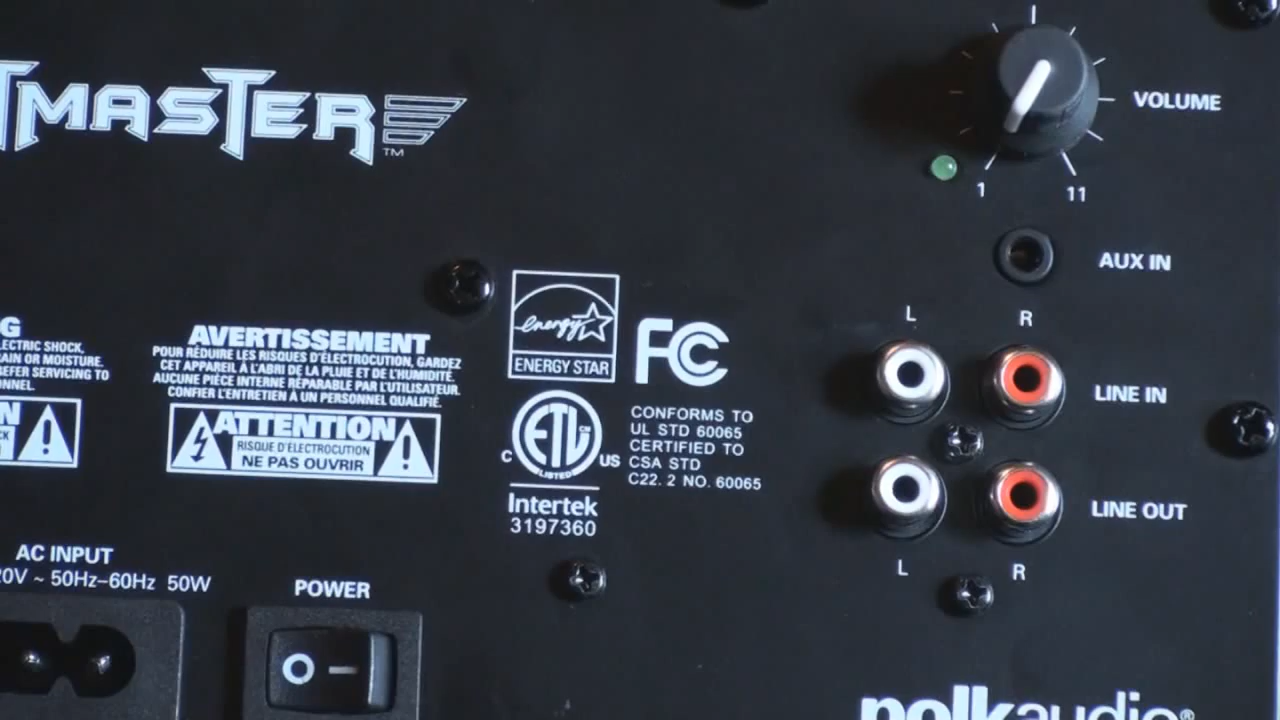 TMASTER
TM
VOLUME
1
11
AUX IN
L
R
LINE IN
LINE OUT
L
R
ELECTRIC SHOCK,
RAIN OR MOISTURE.
REFER SERVICING TO
AVERTISSEMENT
POUR RÉDUIRE LES RISQUES D'ÉLECTROCUTION, GARDEZ
CET APPAREIL À L'ABRI DE LA PLUIE ET DE L'HUMIDITÉ.
AUCUNE PIÈCE INTERNE RÉPARABLE PAR L'UTILISATEUR.
CONFIER L'ENTRETIEN À UN PERSONNEL QUALIFIÉ.
ATTENTION
RISQUE D'ELECTROCUTION
NE PAS OUVRIR
energy
ENERGY STAR
FC
ETL CM
LISTED
C US
Intertek
3197360
CONFORMS TO
UL STD 60065
CERTIFIED TO
CSA STD
C22. 2 NO. 60065
AC INPUT
20V ~ 50Hz-60Hz 50W
POWER
O –
polkaudio®